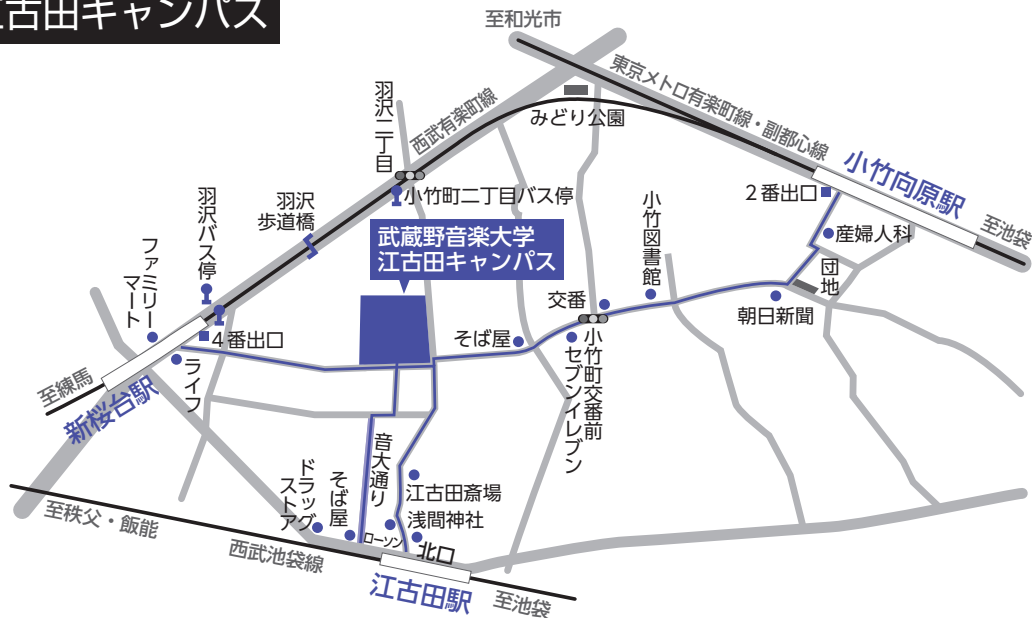 江古田キャンパス
至和光市
東京メトロ有楽町線・副都心線
西武有楽町線
みどり公園
羽沢二丁目
小竹向原駅
2番出口
小竹町二丁目バス停
至池袋
羽沢
歩道橋
羽沢バス停
小竹図書館
産婦人科
武蔵野音楽大学
江古田キャンパス
ファミリー
マート
団地
交番
朝日新聞
4番出口
そば屋
小竹町交番前
セブンイレブン
ライフ
至練馬
新桜台駅
音大通り
ドラッグ
ストアグ
そば屋
江古田斎場
浅間神社
ローソン
北口
至秩父・飯能
西武池袋線
江古田駅
至池袋